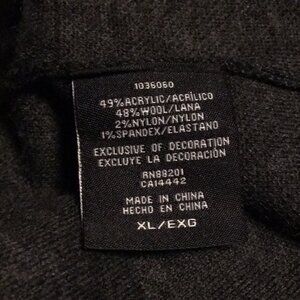 1036060
49%ACRYLIC/ACRÍLICO
48%WOOL/LANA
2%NYLON/NYLON
1%SPANDEX/ELASTANO
EXCLUSIVE OF DECORATION
EXCLUYE LA DECORACIÓN
RN88201
CA14442
MADE IN CHINA
HECHO EN CHINA
XL/EXG